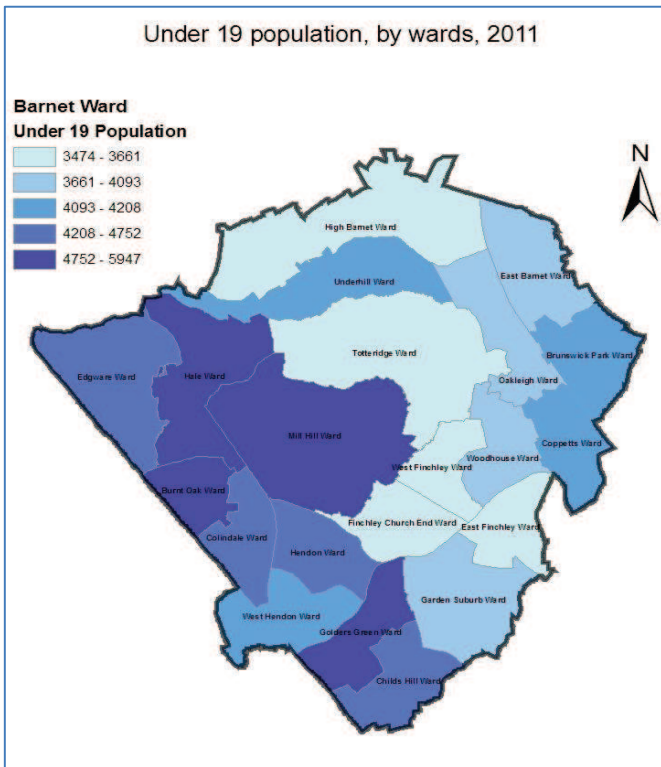 Under 19 population, by wards, 2011
Barnet Ward
Under 19 Population
3474 - 3661
3661 - 4093
4093 - 4208
4208 - 4752
4752 - 5947
N
High Barnet Ward
East Barnet Ward
Underhill Ward
Totteridge Ward
Brunswick Park Ward
Edgware Ward
Hale Ward
Oakleigh Ward
Mill Hill Ward
Coppetts Ward
Woodhouse Ward
West Finchley Ward
Burnt Oak Ward
Finchley Church End Ward
East Finchley Ward
Colindale Ward
Hendon Ward
Garden Suburb Ward
West Hendon Ward
Golders Green Ward
Childs Hill Ward